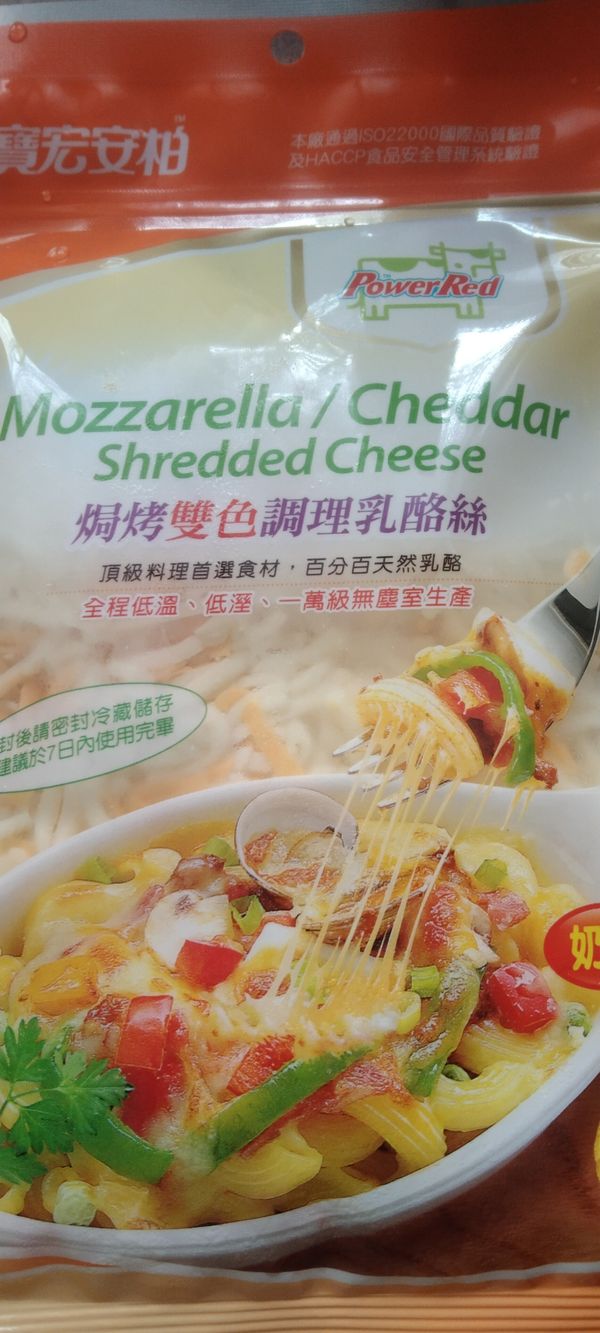 寶宏安柏
本廠通過ISO22000國際品質驗證
及HACCP食品安全管理系統驗證
PowerRed
Mozzarella / Cheddar
Shredded Cheese
焗烤雙色調理乳酪絲
頂級料理首選食材，百分百天然乳酪
全程低溫、低溼、一萬級無塵室生產
封後請密封冷藏儲存
建議於7日內使用完畢
奶